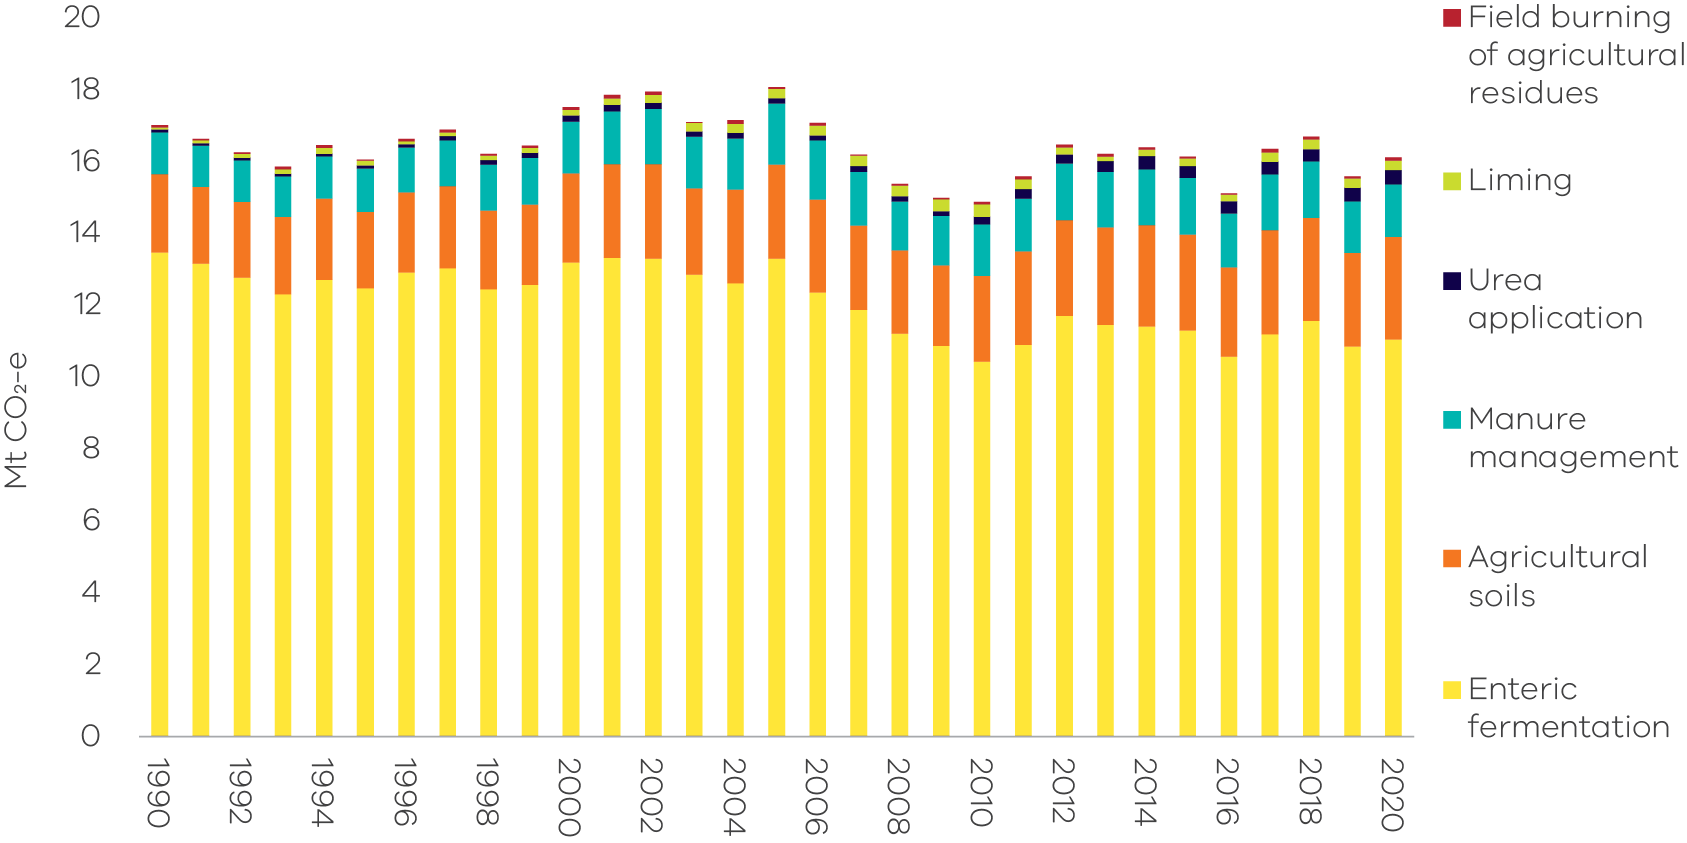 20
18
16
14
12
10
8
6
4
2
0
Mt CO₂-e
1990
1992
1994
1996
1998
2000
2002
2004
2006
2008
2010
2012
2014
2016
2018
2020
Field burning
of agricultural
residues
Liming
Urea
application
Manure
management
Agricultural
soils
Enteric
fermentation